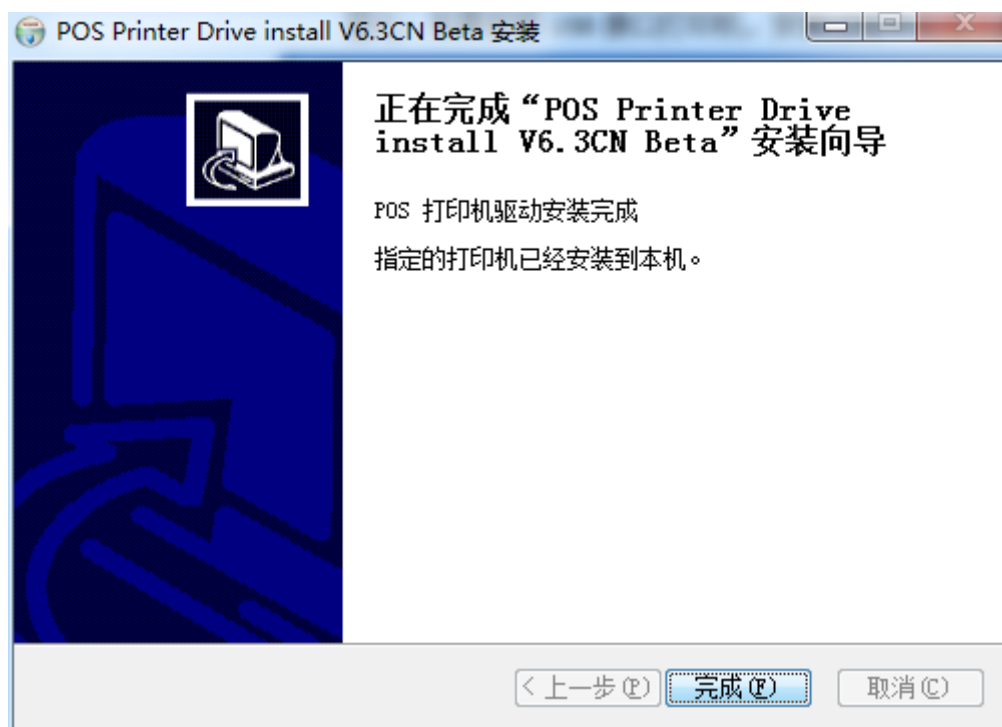 POS Printer Drive install V6.3CN Beta 安装
正在完成“POS Printer Drive
install V6.3CN Beta”安装向导
POS 打印机驱动安装完成
指定的打印机已经安装到本机。
< 上一步(P) 完成(F) 取消(C)